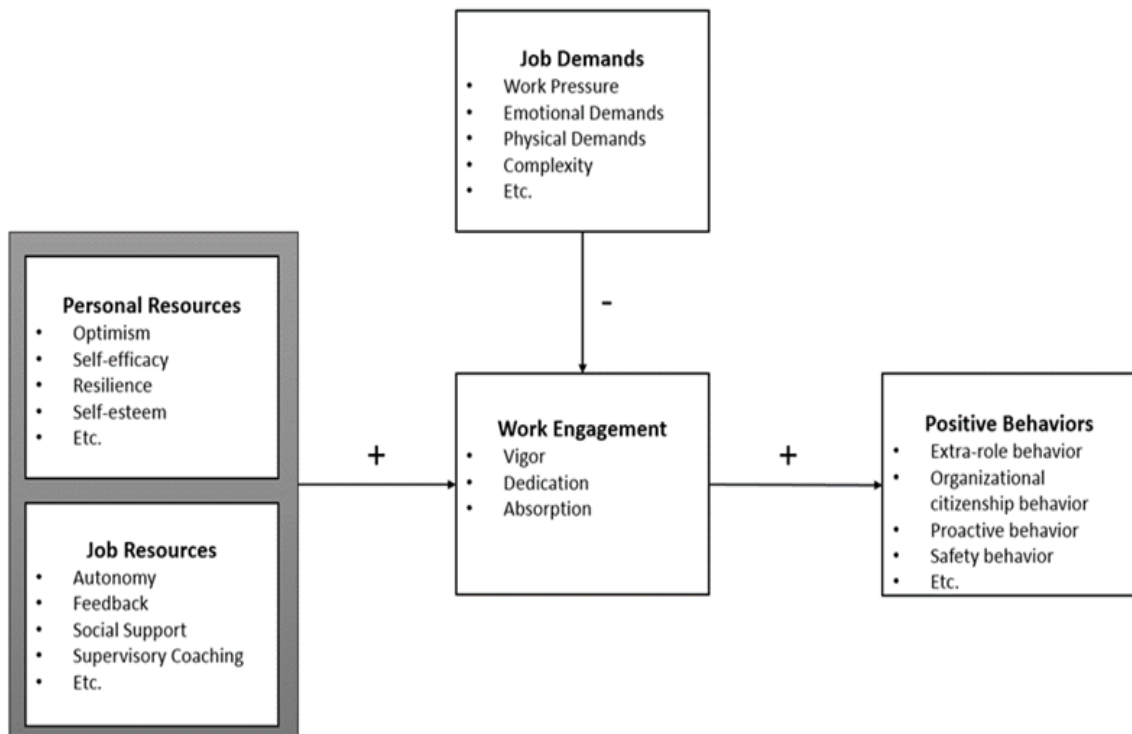 Job Demands
• Work Pressure
• Emotional Demands
• Physical Demands
• Complexity
• Etc.
-
Personal Resources
• Optimism
• Self-efficacy
• Resilience
• Self-esteem
• Etc.
Job Resources
• Autonomy
• Feedback
• Social Support
• Supervisory Coaching
• Etc.
+
Work Engagement
• Vigor
• Dedication
• Absorption
+
Positive Behaviors
• Extra-role behavior
• Organizational
citizenship behavior
• Proactive behavior
• Safety behavior
• Etc.